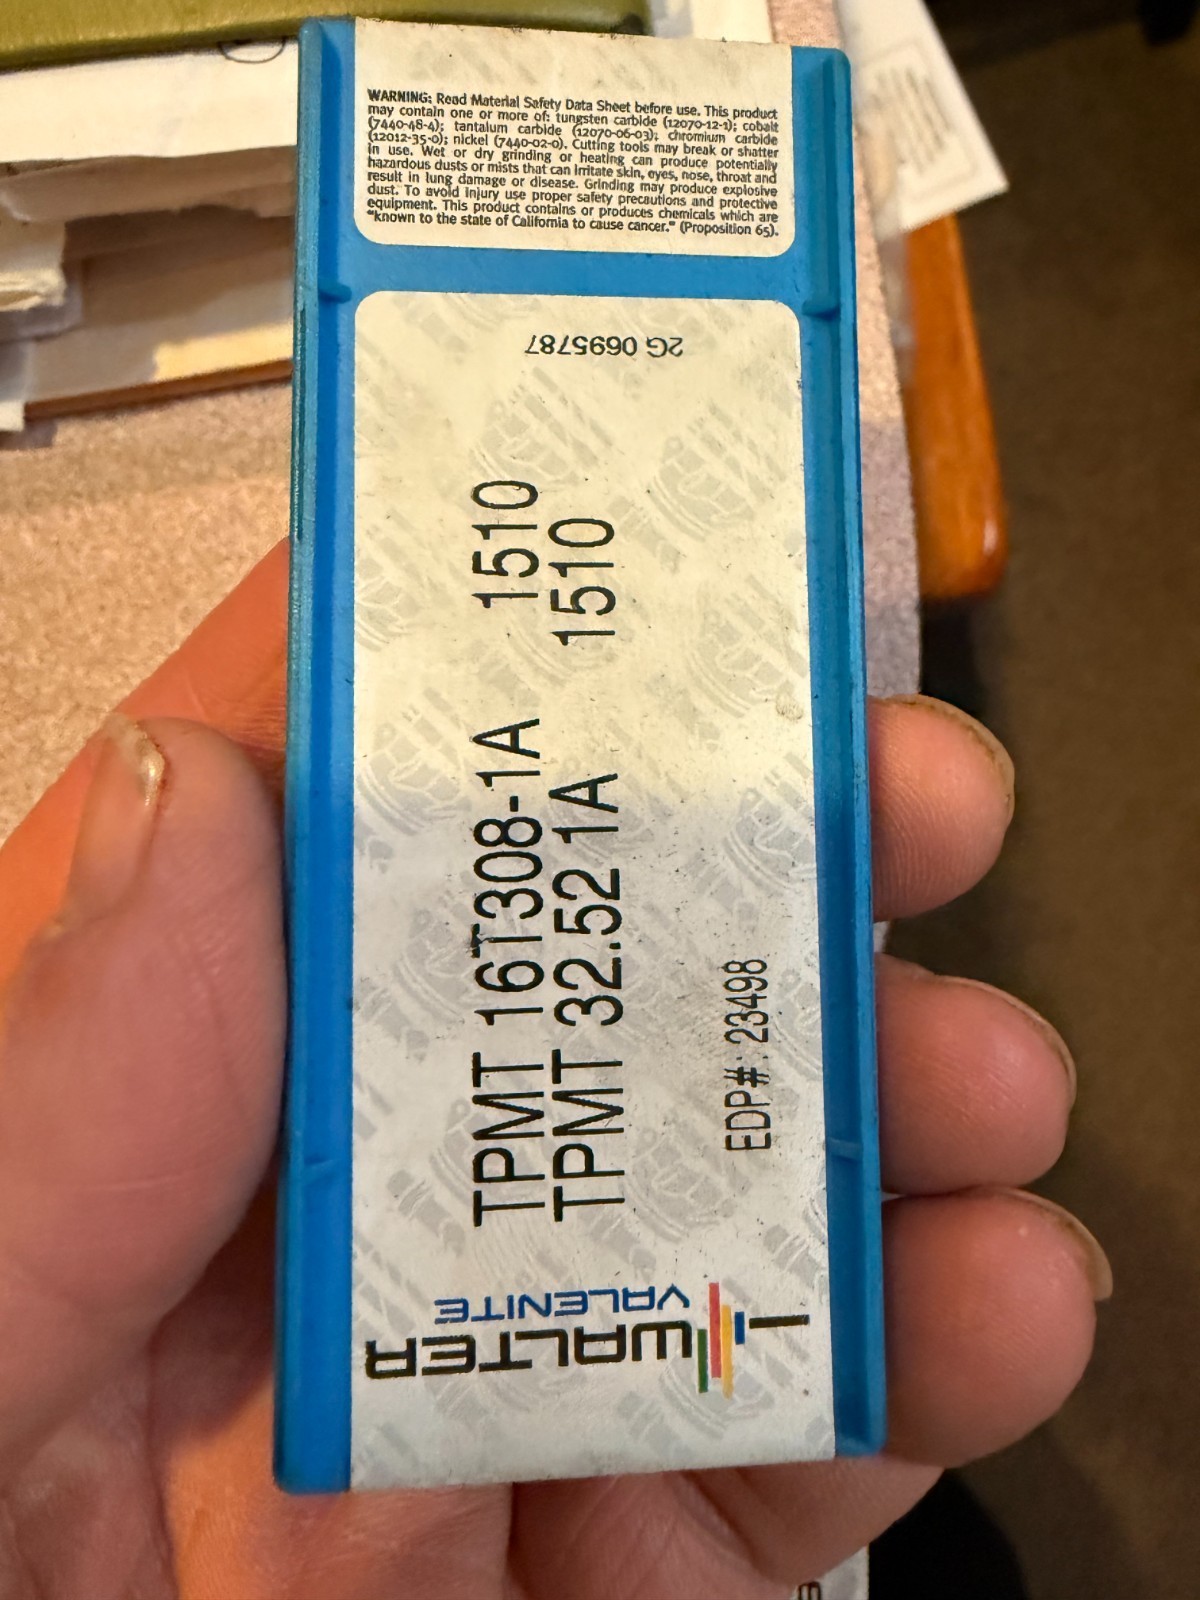 WARNING: Read Material Safety Data Sheet before use. This product
may contain one or more of: tungsten carbide (12070-12-1); cobalt
(7440-48-4); tantalum carbide (12070-06-03); chromium carbide
(12012-35-0); nickel (7440-02-0). Cutting tools may break or shatter
in use. Wet or dry grinding or heating can produce potentially
hazardous dusts or mists that can irritate skin, eyes, nose, throat and
result in lung damage or disease. Grinding may produce explosive
dust. To avoid injury use proper safety precautions and protective
equipment. This product contains or produces chemicals which are
"known to the state of California to cause cancer." (Proposition 65).
2G 0695787
TPMT 16T308-1A 1510
TPMT 32.52 1A 1510
EDP#: 23498
WALTER
VALENITE